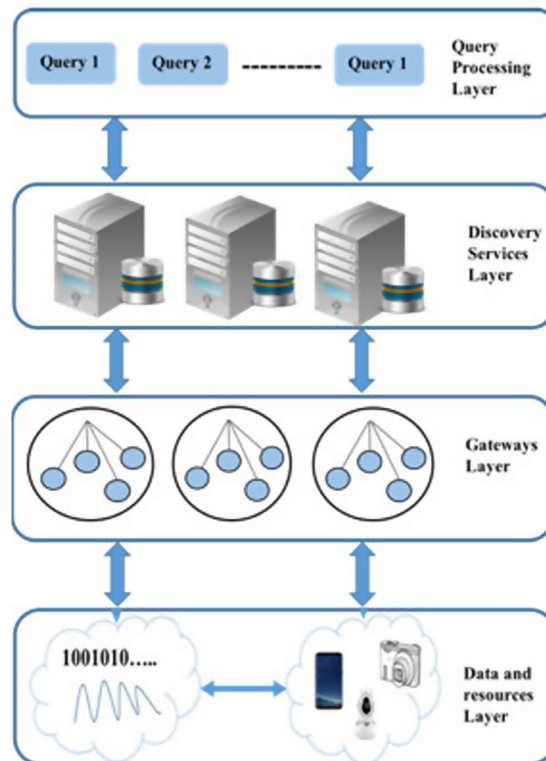 Query 1
Query 2
Query 1
Query
Processing
Layer
Discovery
Services
Layer
Gateways
Layer
1001010.....
Data and
resources
Layer